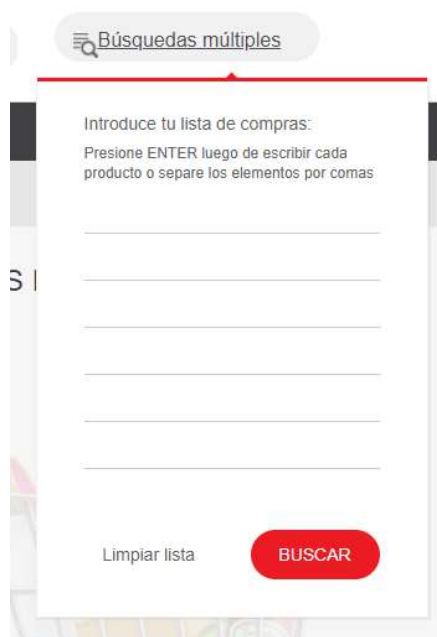 Búsquedas múltiples
Introduce tu lista de compras:
Presione ENTER luego de escribir cada
producto o separe los elementos por comas
S
Limpiar lista
BUSCAR